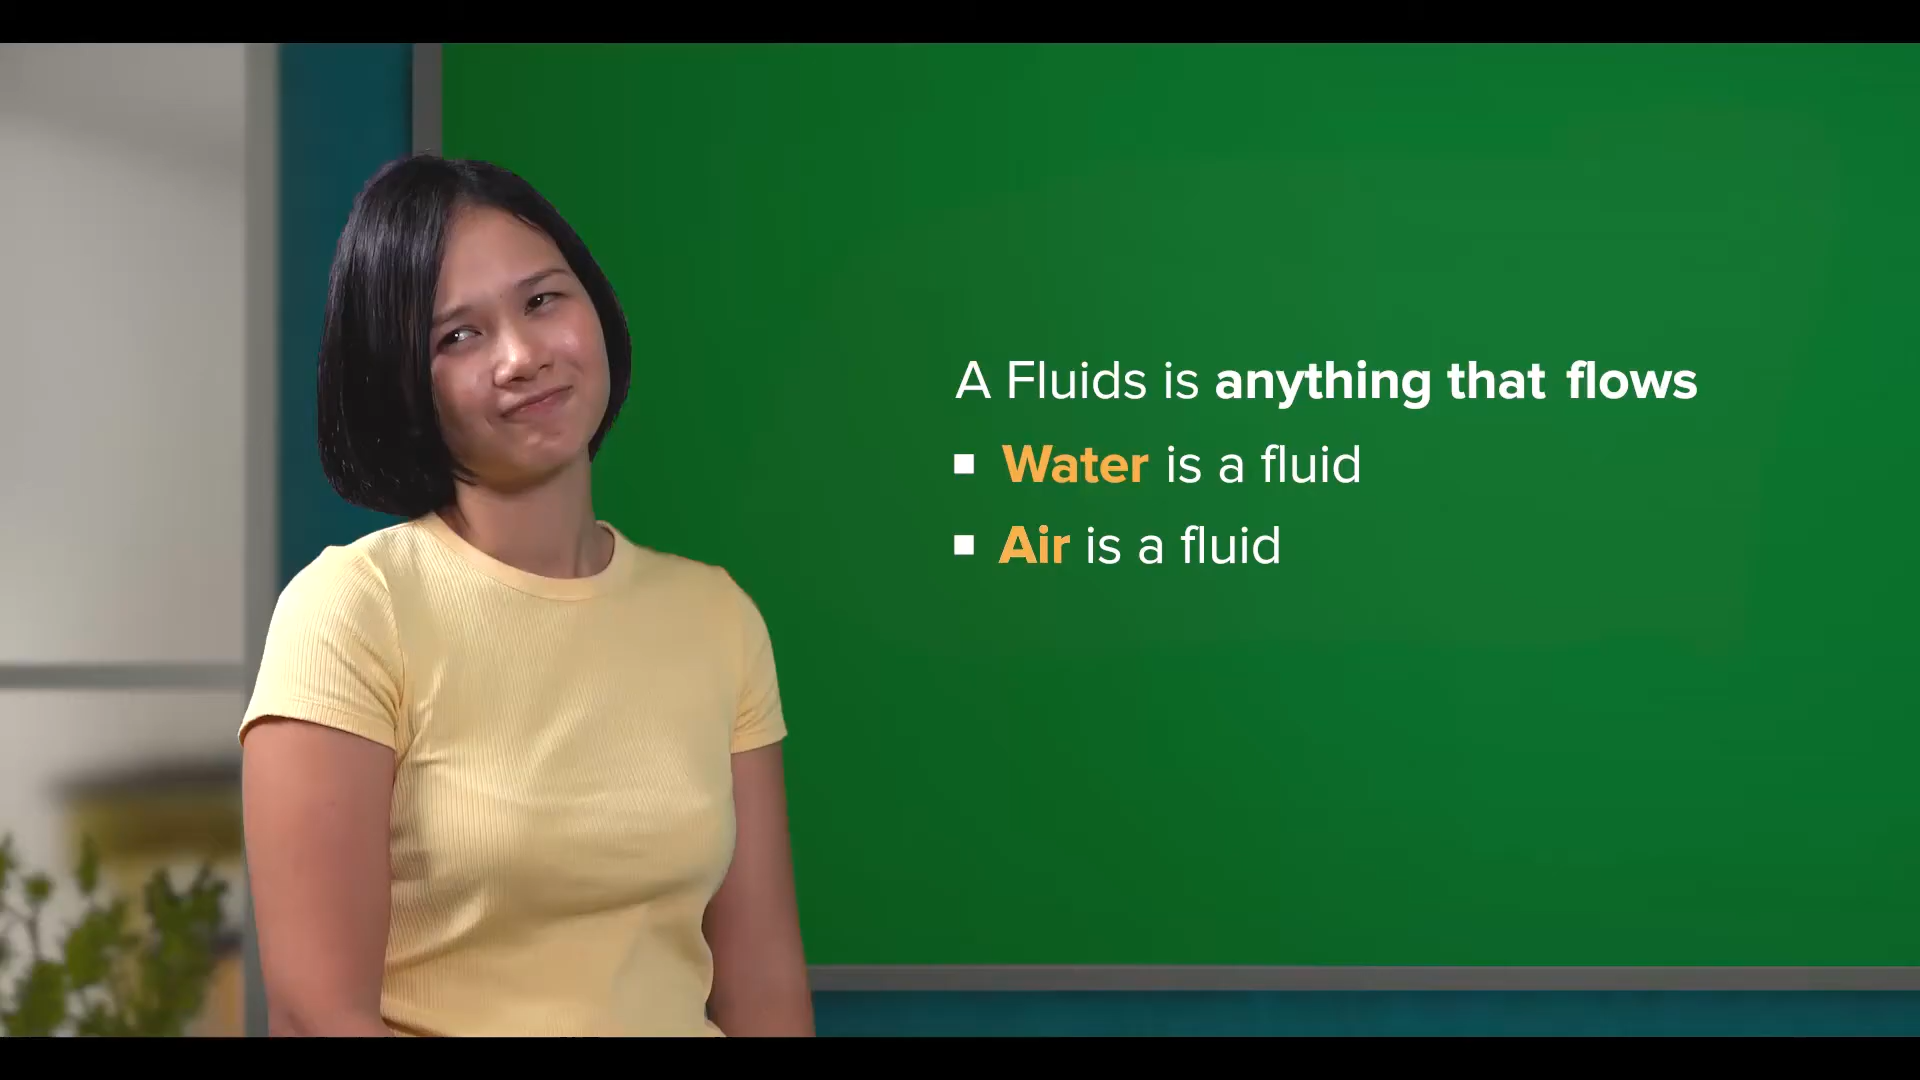 A Fluids is anything that flows
▪ Water is a fluid
▪ Air is a fluid